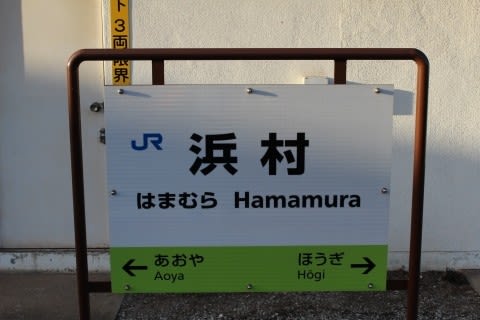 ト3両限界
JR 浜村
はまむら Hamamura
← あおや ほうぎ →
Aoya Hōgi